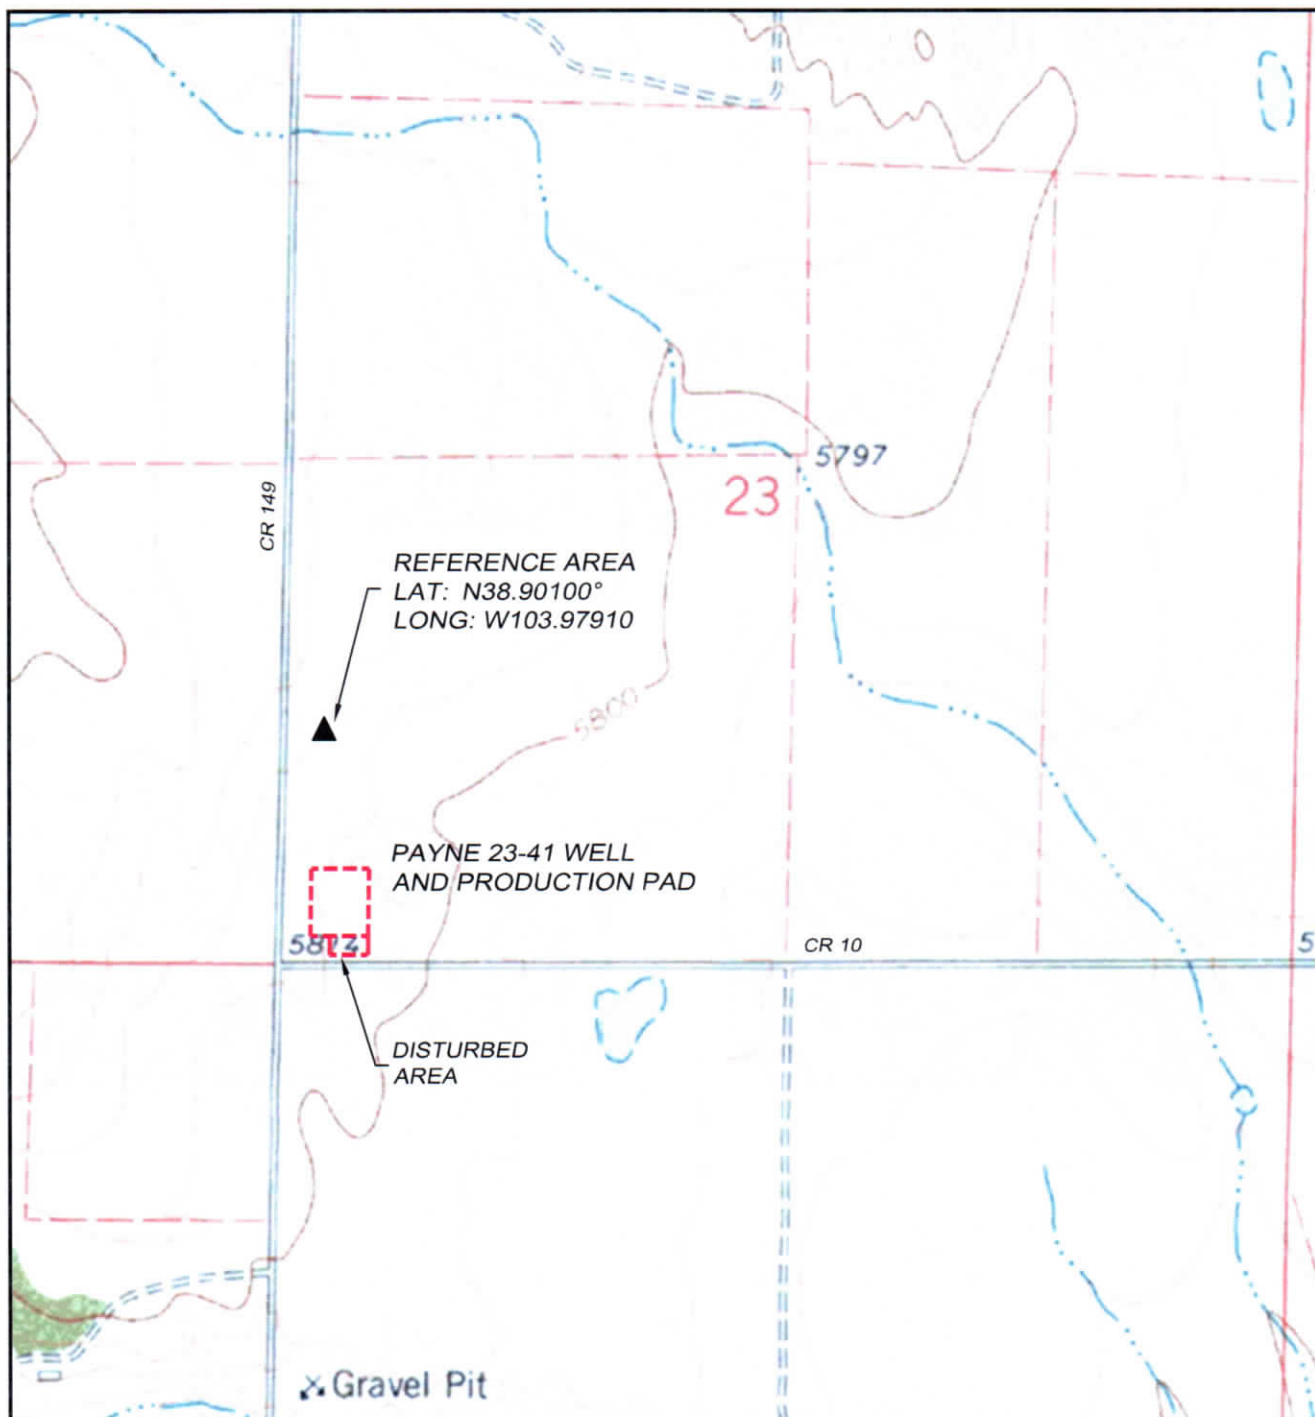 5797
23
CR 149
REFERENCE AREA
LAT: N38.90100°
LONG: W103.97910
5800
PAYNE 23-41 WELL
AND PRODUCTION PAD
CR 10
5
DISTURBED
AREA
Gravel Pit